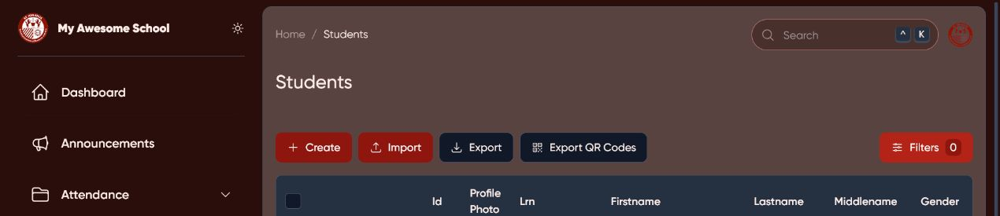 My Awesome School
Home / Students
Search ^ K
Students
Dashboard
Announcements
Attendance
Create Import Export Export QR Codes Filters 0
Id Profile Photo Lrn Firstname Lastname Middlename Gender